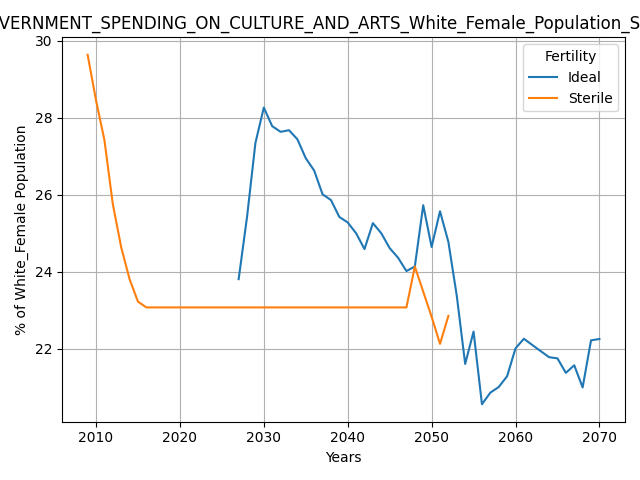 VERNMENT_SPENDING_ON_CULTURE_AND_ARTS_White_Female_Population_S
30
28
26
24
22
% of White_Female Population
Fertility
Ideal
Sterile
2010 2020 2030 2040 2050 2060 2070
Years